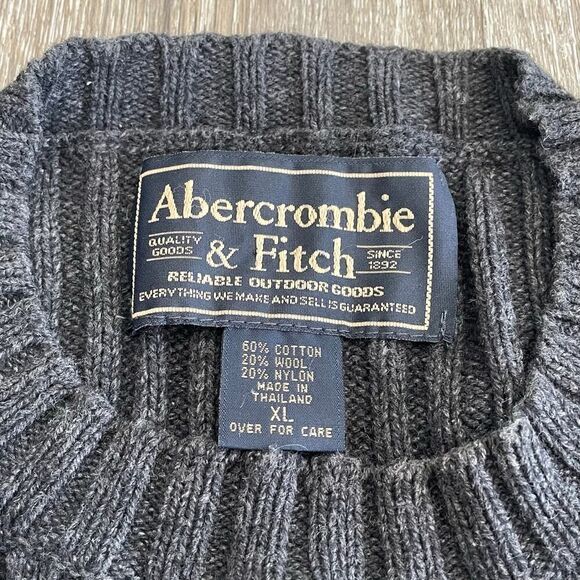 Abercrombie
QUALITY GOODS & Fitch SINCE 1892
RELIABLE OUTDOOR GOODS
EVERYTHING WE MAKE AND SELL IS GUARANTEED
60% COTTON
20% WOOL
20% NYLON
MADE IN
THAILAND
XL
OVER FOR CARE